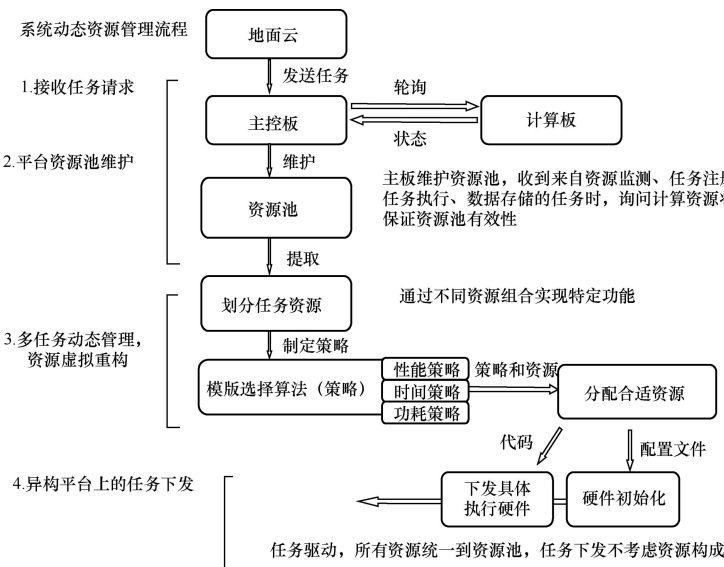 系统动态资源管理流程
地面云
发送任务
1.接收任务请求
轮询
主控板
计算板
状态
2.平台资源池维护
维护
主板维护资源池，收到来自资源监测、任务注
任务执行、数据存储的任务时，询问计算资源
保证资源池有效性
资源池
提取
划分任务资源
通过不同资源组合实现特定功能
3.多任务动态管理，
资源虚拟重构
制定策略
模版选择算法（策略）
性能策略
时间策略
功耗策略
策略和资源
分配合适资源
代码
配置文件
4.异构平台上的任务下发
下发具体
执行硬件
硬件初始化
任务驱动，所有资源统一到资源池，任务下发不考虑资源构成